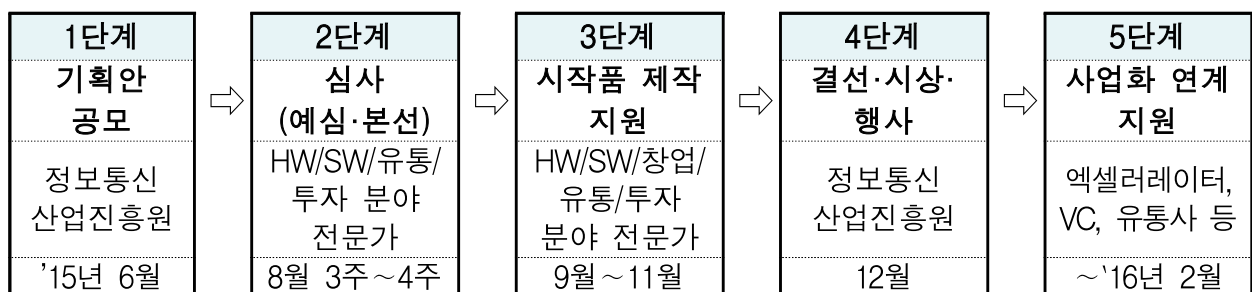 1단계
기획안
공모
정보통신
산업진흥원
'15년 6월
2단계
심사
(예심·본선)
HW/SW/유통/
투자 분야
전문가
8월 3주~4주
3단계
시작품 제작
지원
HW/SW/창업/
유통/투자
분야 전문가
9월~11월
4단계
결선·시상·
행사
정보통신
산업진흥원
12월
5단계
사업화 연계
지원
엑셀러레이터,
VC, 유통사 등
~'16년 2월